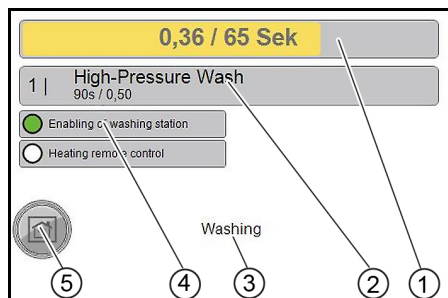 0,36 / 65 Sek
1 | High-Pressure Wash
90s / 0,50
Enabling of washing station
Heating remote control
Washing
5 4 3 2 1